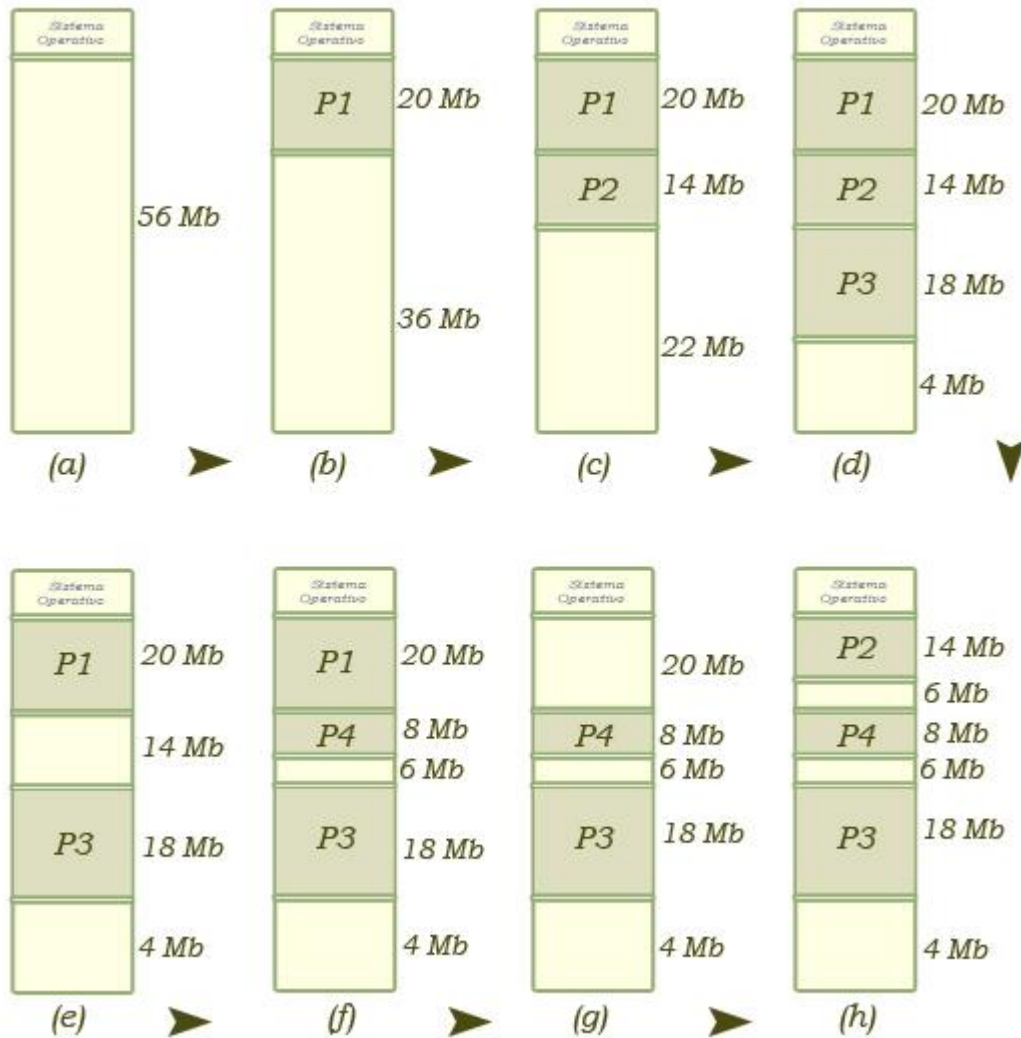 Sistema
Operativo
56 Mb
(a)
Sistema
Operativo
P1
20 Mb
36 Mb
(b)
Sistema
Operativo
P1
20 Mb
P2
14 Mb
22 Mb
(c)
Sistema
Operativo
P1
20 Mb
P2
14 Mb
P3
18 Mb
4 Mb
(d)
Sistema
Operativo
P1
20 Mb
14 Mb
P3
18 Mb
4 Mb
(e)
Sistema
Operativo
P1
20 Mb
P4
8 Mb
6 Mb
P3
18 Mb
4 Mb
(f)
Sistema
Operativo
20 Mb
P4
8 Mb
6 Mb
P3
18 Mb
4 Mb
(g)
Sistema
Operativo
P2
14 Mb
6 Mb
P4
8 Mb
6 Mb
P3
18 Mb
4 Mb
(h)